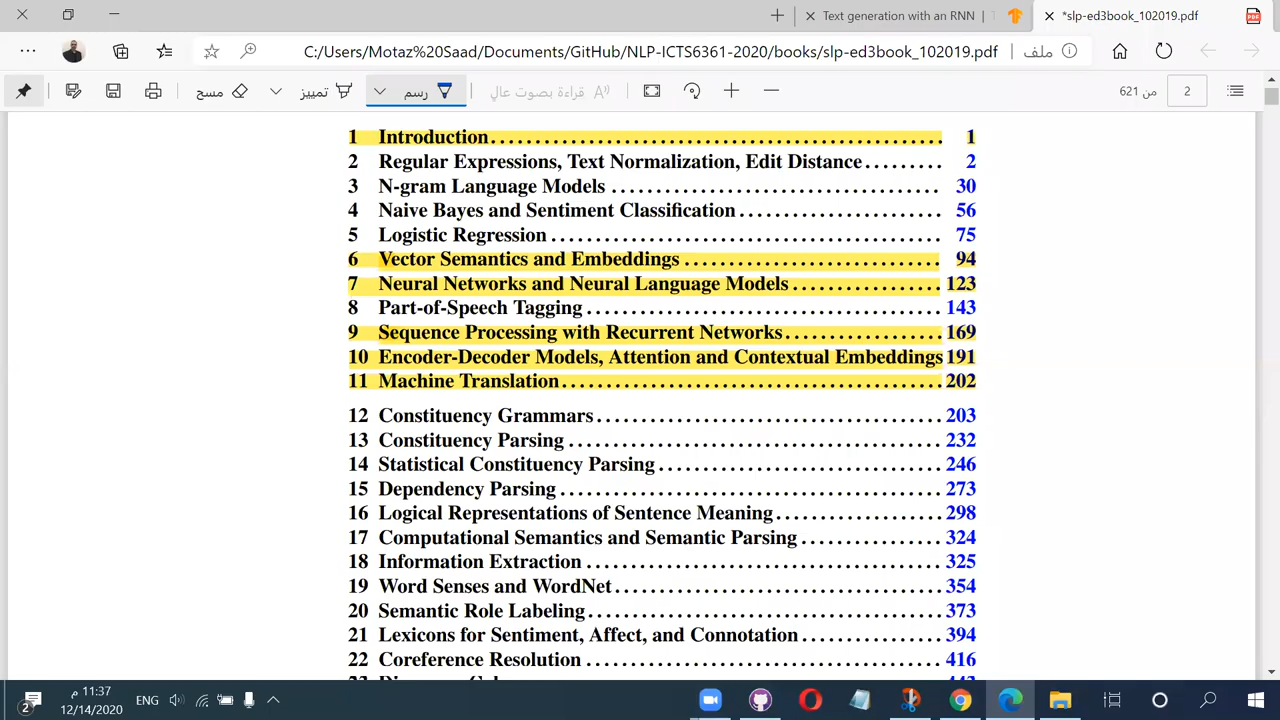 Text generation with an RNN | T
*slp-ed3book_102019.pdf
C:/Users/Motaz%20Saad/Documents/GitHub/NLP-ICTS6361-2020/books/slp-ed3book_102019.pdf
ملف
مسح
تمييز
رسم
قراءة بصوت عالٍ
من 621
2
1 Introduction 1
2 Regular Expressions, Text Normalization, Edit Distance 2
3 N-gram Language Models 30
4 Naive Bayes and Sentiment Classification 56
5 Logistic Regression 75
6 Vector Semantics and Embeddings 94
7 Neural Networks and Neural Language Models 123
8 Part-of-Speech Tagging 143
9 Sequence Processing with Recurrent Networks 169
10 Encoder-Decoder Models, Attention and Contextual Embeddings 191
11 Machine Translation 202
12 Constituency Grammars 203
13 Constituency Parsing 232
14 Statistical Constituency Parsing 246
15 Dependency Parsing 273
16 Logical Representations of Sentence Meaning 298
17 Computational Semantics and Semantic Parsing 324
18 Information Extraction 325
19 Word Senses and WordNet 354
20 Semantic Role Labeling 373
21 Lexicons for Sentiment, Affect, and Connotation 394
22 Coreference Resolution 416
2
11:37 م
12/14/2020
ENG